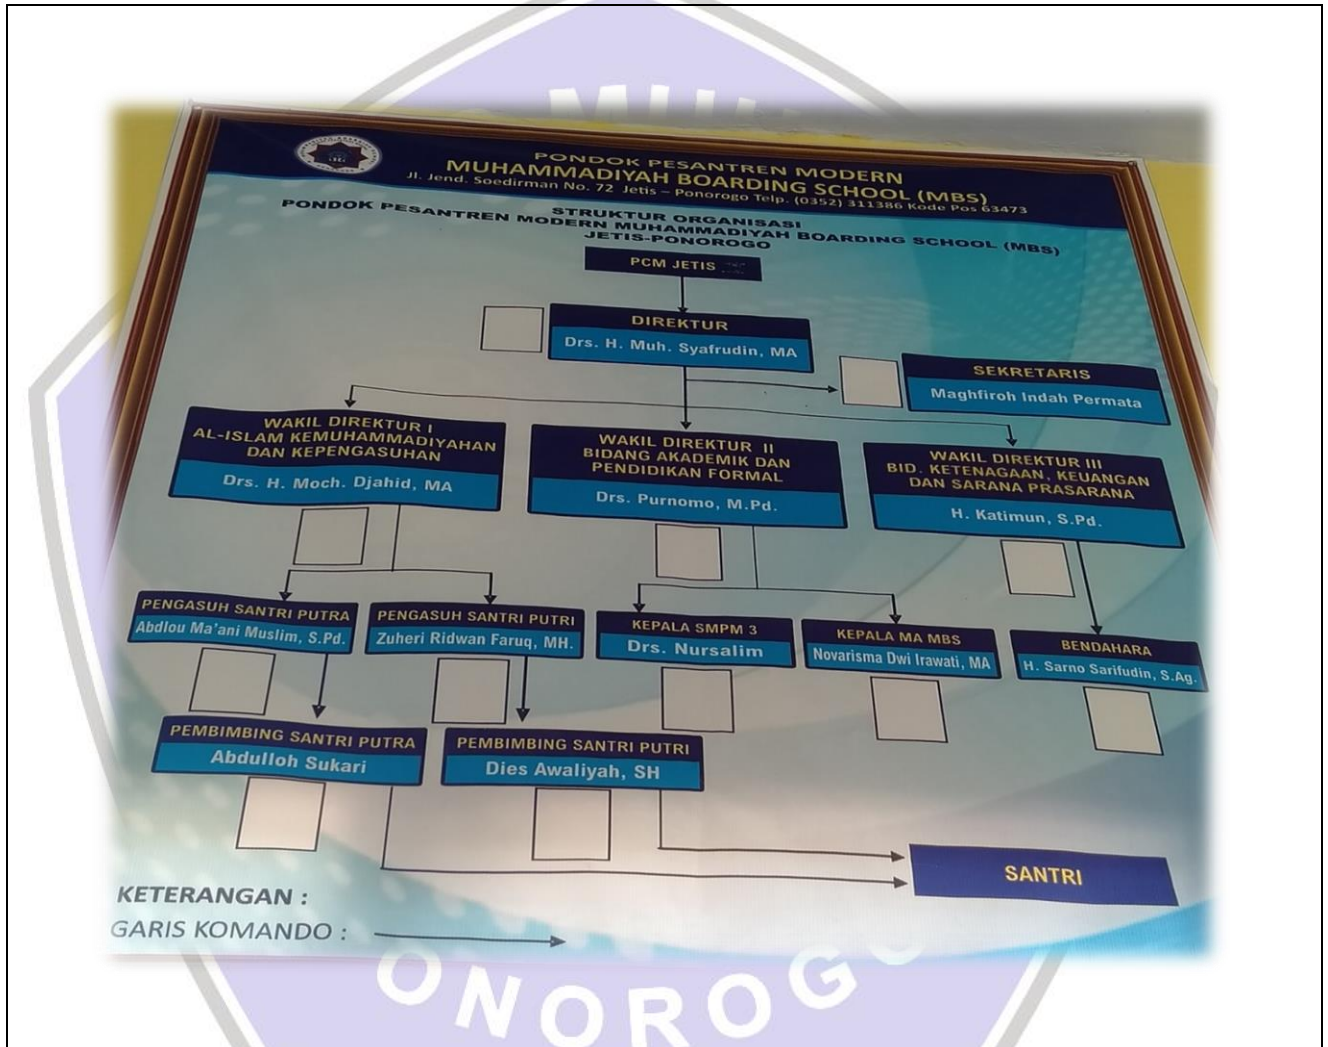 PONDOK PESANTREN MODERN
MUHAMMADIYAH BOARDING SCHOOL (MBS)
Jl. Jend. Soedirman No. 72 Jetis – Ponorogo Telp. (0352) 311386 Kode Pos 63473
STRUKTUR ORGANISASI
PONDOK PESANTREN MODERN MUHAMMADIYAH BOARDING SCHOOL (MBS)
JETIS-PONOROGO
PCM JETIS
DIREKTUR
Drs. H. Muh. Syafrudin, MA
SEKRETARIS
Maghfiroh Indah Permata
WAKIL DIREKTUR I
AL-ISLAM KEMUHAMMADIYAHAN
DAN KEPENGASUHAN
Drs. H. Moch. Djahid, MA
WAKIL DIREKTUR II
BIDANG AKADEMIK DAN
PENDIDIKAN FORMAL
Drs. Purnomo, M.Pd.
WAKIL DIREKTUR III
BID. KETENAGAAN, KEUANGAN
DAN SARANA PRASARANA
H. Katimun, S.Pd.
PENGASUH SANTRI PUTRA
Abdlou Ma'ani Muslim, S.Pd.
PENGASUH SANTRI PUTRI
Zuheri Ridwan Faruq, MH.
KEPALA SMPM 3
Drs. Nursalim
KEPALA MA MBS
Novarisma Dwi Irawati, MA
BENDAHARA
H. Sarno Sarifudin, S.Ag.
PEMBIMBING SANTRI PUTRA
Abdulloh Sukari
PEMBIMBING SANTRI PUTRI
Dies Awaliyah, SH
SANTRI
KETERANGAN :
GARIS KOMANDO :